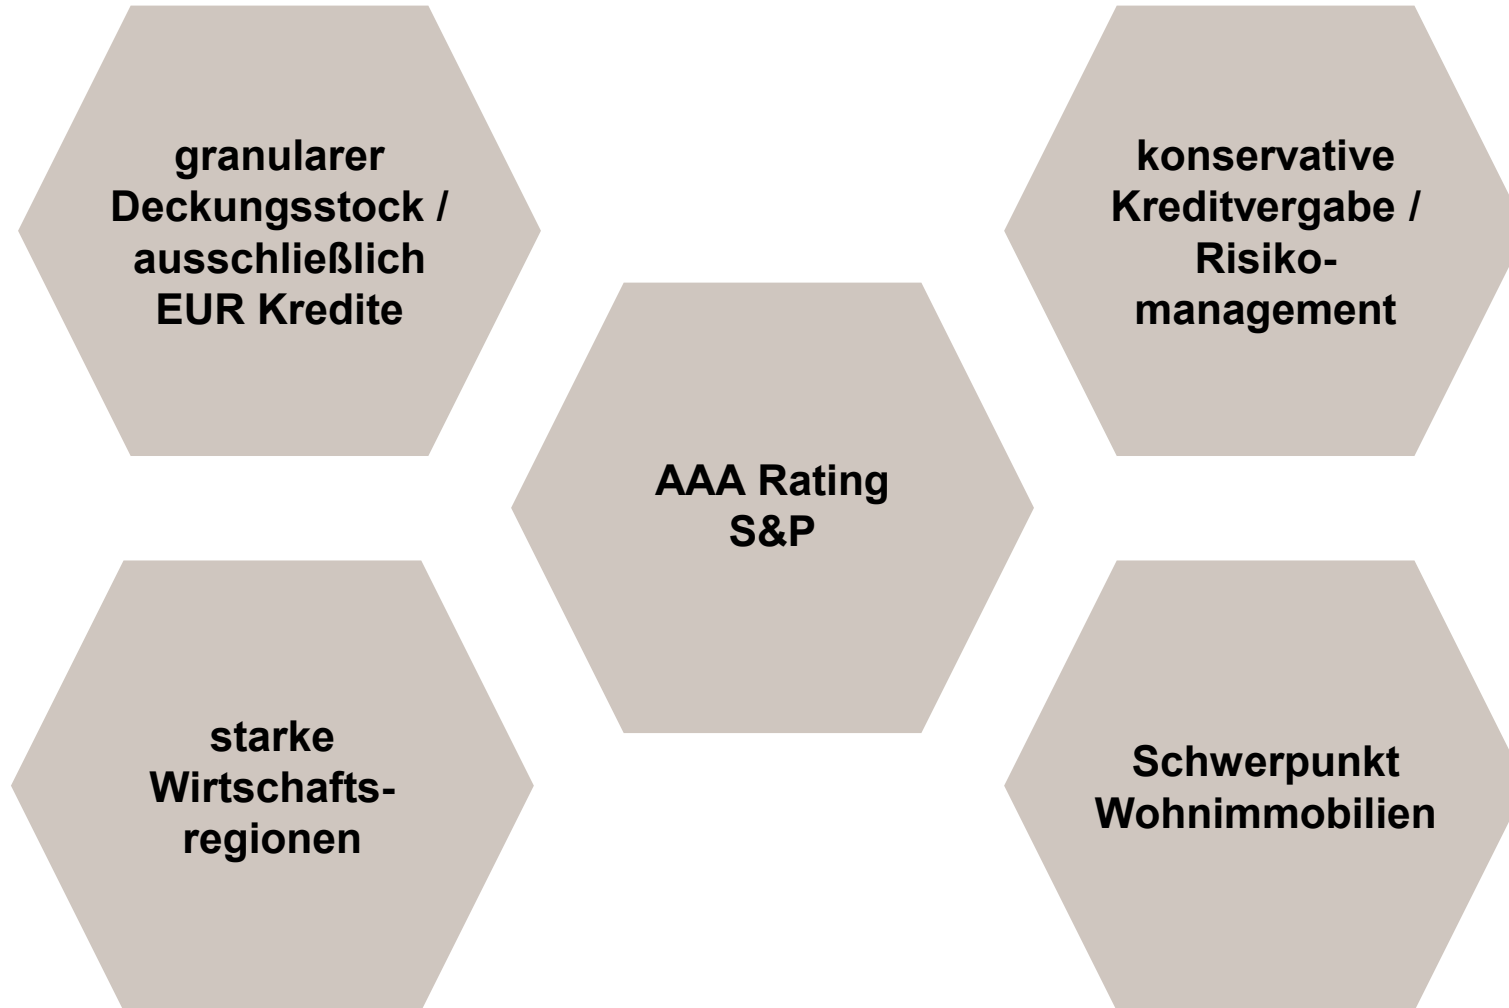 granularer
Deckungsstock /
ausschließlich
EUR Kredite
konservative
Kreditvergabe /
Risiko-
management
AAA Rating
S&P
starke
Wirtschafts-
regionen
Schwerpunkt
Wohnimmobilien